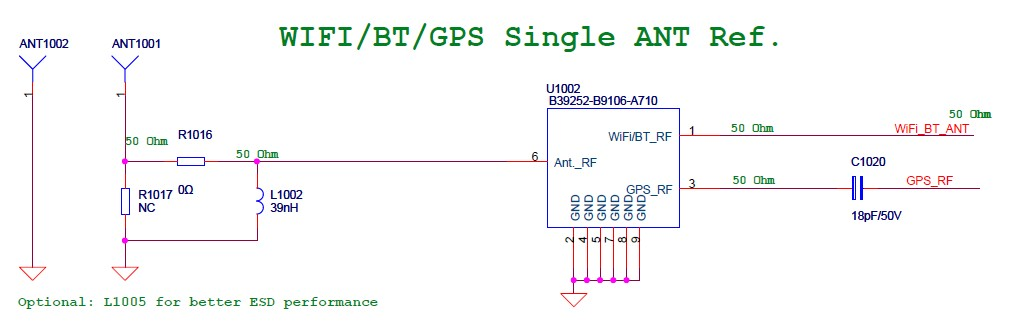 WIFI/BT/GPS Single ANT Ref.
ANT1002
ANT1001
1
1
50 Ohm
R1016
0Ω
50 Ohm
R1017
NC
L1002
39nH
U1002
B39252-B9106-A710
6
Ant._RF
WiFi/BT_RF
1
50 Ohm
50 Ohm
WiFi_BT_ANT
GPS_RF
3
50 Ohm
C1020
18pF/50V
GPS_RF
GND
GND
GND
GND
GND
GND
2
4
5
7
8
9
Optional: L1005 for better ESD performance